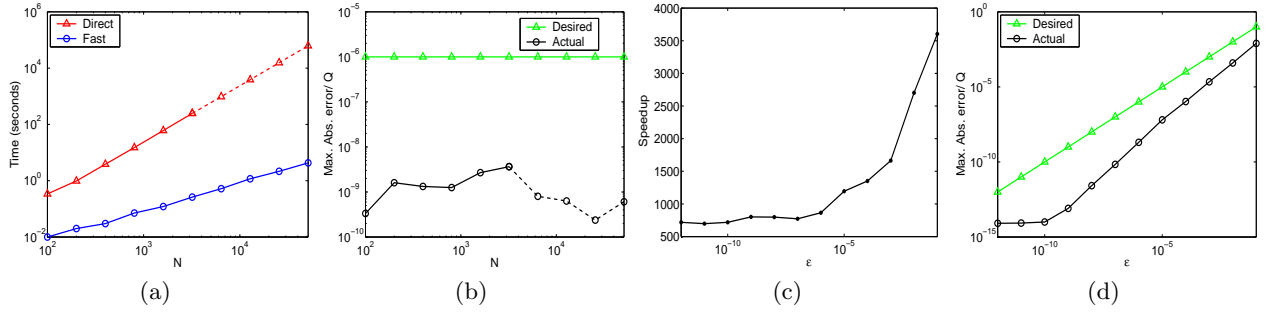 Direct
Fast
10^6
10^4
10^2
10^0
10^-2
10^2
10^3
10^4
Time (seconds)
N
(a)
Desired
Actual
10^-5
10^-6
10^-7
10^-8
10^-9
10^-10
10^2
10^3
10^4
Max. Abs. error/ Q
N
(b)
4000
3500
3000
2500
2000
1500
1000
500
10^-10
10^-5
Speedup
ε
(c)
Desired
Actual
10^0
10^-5
10^-10
10^-15
10^-10
10^-5
Max. Abs. error/ Q
ε
(d)